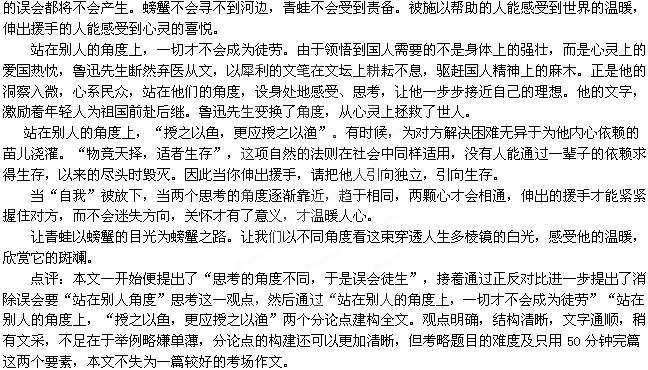 的误会都将不会产生。螃蟹不会寻不到河边，青蛙不会受到责备。被施以帮助的人能感受到世界的温暖，
伸出援手的人能感受到心灵的喜悦。
站在别人的角度上，一切才不会成为徒劳。由于领悟到国人需要的不是身体上的强壮，而是心灵上的
爱国热忱，鲁迅先生断然弃医从文，以犀利的文笔在文坛上耕耘不息，驱赶国人精神上的麻木。正是他的
洞察入微，心系民众，站在他们的角度，设身处地感受、思考，让他一步步接近自己的理想。他的文字，
激励着年轻人为祖国前赴后继。鲁迅先生变换了角度，从心灵上拯救了世人。
站在别人的角度上，“授之以鱼，更应授之以渔”。有时候，为对方解决困难无异于为他内心依赖的
苗儿浇灌。“物竞天择，适者生存”，这项自然的法则在社会中同样适用，没有人能通过一辈子的依赖求
得生存，以来的尽头时毁灭。因此当你伸出援手，请把他人引向独立，引向生存。
当“自我”被放下，当两个思考的角度逐渐靠近，趋于相同，两颗心才会相通，伸出的援手才能紧紧
握住对方，而不会迷失方向，关怀才有了意义，才温暖人心。
让青蛙以螃蟹的目光为螃蟹之路。让我们以不同角度看这束穿透人生多棱镜的白光，感受他的温暖，
欣赏它的斑斓。
点评：本文一开始便提出了“思考的角度不同，于是误会徒生”，接着通过正反对比进一步提出了消
除误会要“站在别人角度”思考这一观点，然后通过“站在别人的角度上，一切才不会成为徒劳”“站在
别人的角度上，“授之以鱼，更应授之以渔”两个分论点建构全文。观点明确，结构清晰，文字通顺，稍
有文采，不足在于举例略嫌单薄，分论点的构建还可以更加清晰，但考略题目的难度及只用 50 分钟完篇
这两个要素，本文不失为一篇较好的考场作文。